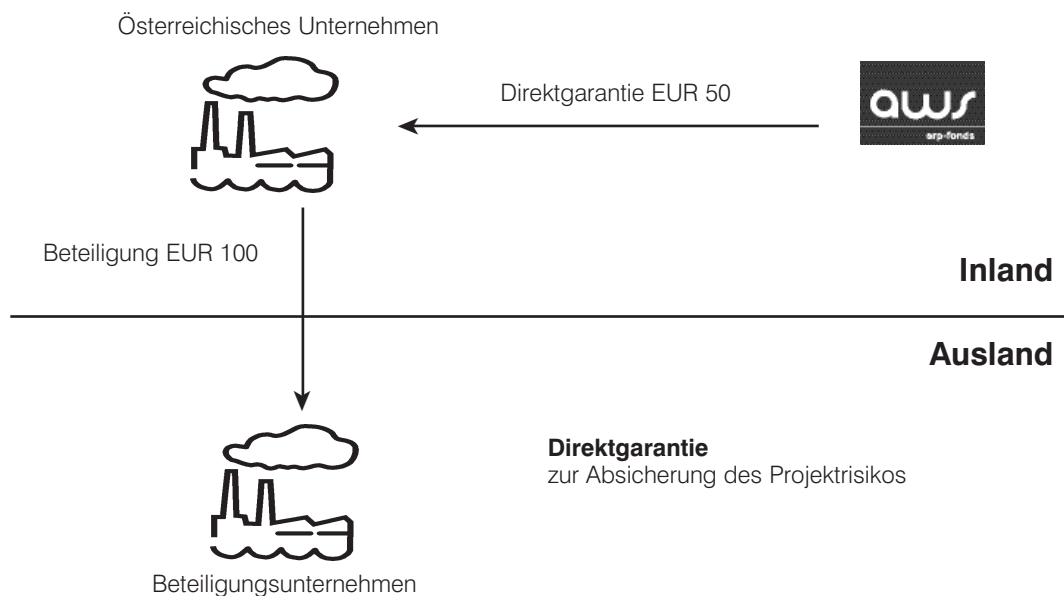 Österreichisches Unternehmen
Direktgarantie EUR 50
aws
erp-fonds
Beteiligung EUR 100
Inland
Ausland
Direktgarantie
zur Absicherung des Projektrisikos
Beteiligungsunternehmen